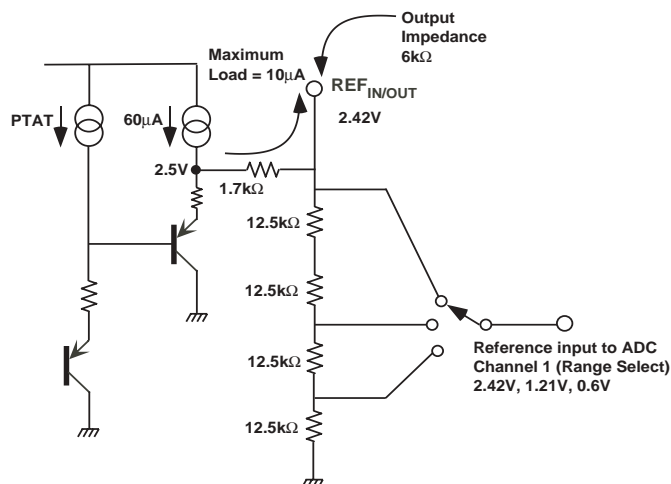 Output
Impedance
6kΩ
Maximum
Load = 10µA
REFIN/OUT
2.42V
PTAT
60µA
2.5V
1.7kΩ
12.5kΩ
12.5kΩ
12.5kΩ
12.5kΩ
Reference input to ADC
Channel 1 (Range Select)
2.42V, 1.21V, 0.6V